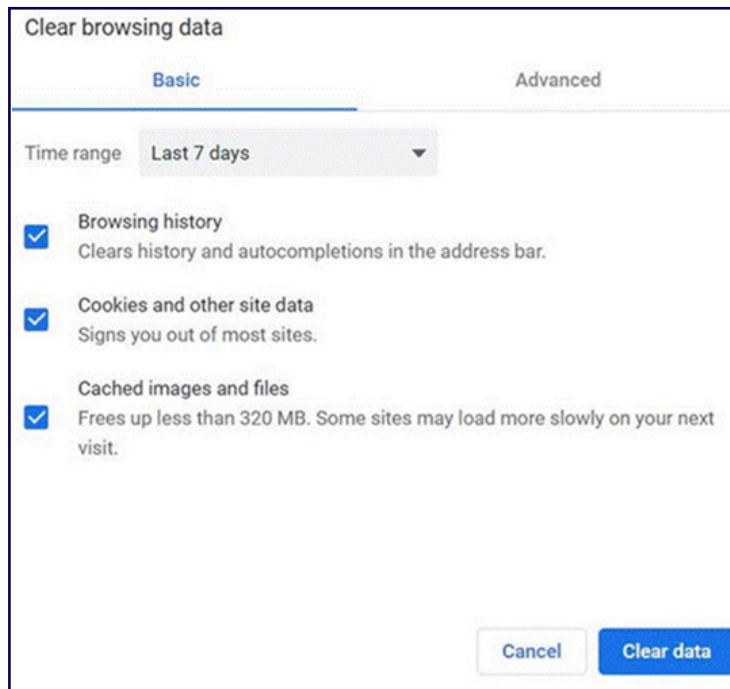 Clear browsing data
Basic
Advanced
Time range
Last 7 days
Browsing history
Clears history and autocompletions in the address bar.
Cookies and other site data
Signs you out of most sites.
Cached images and files
Frees up less than 320 MB. Some sites may load more slowly on your next
visit.
Cancel
Clear data